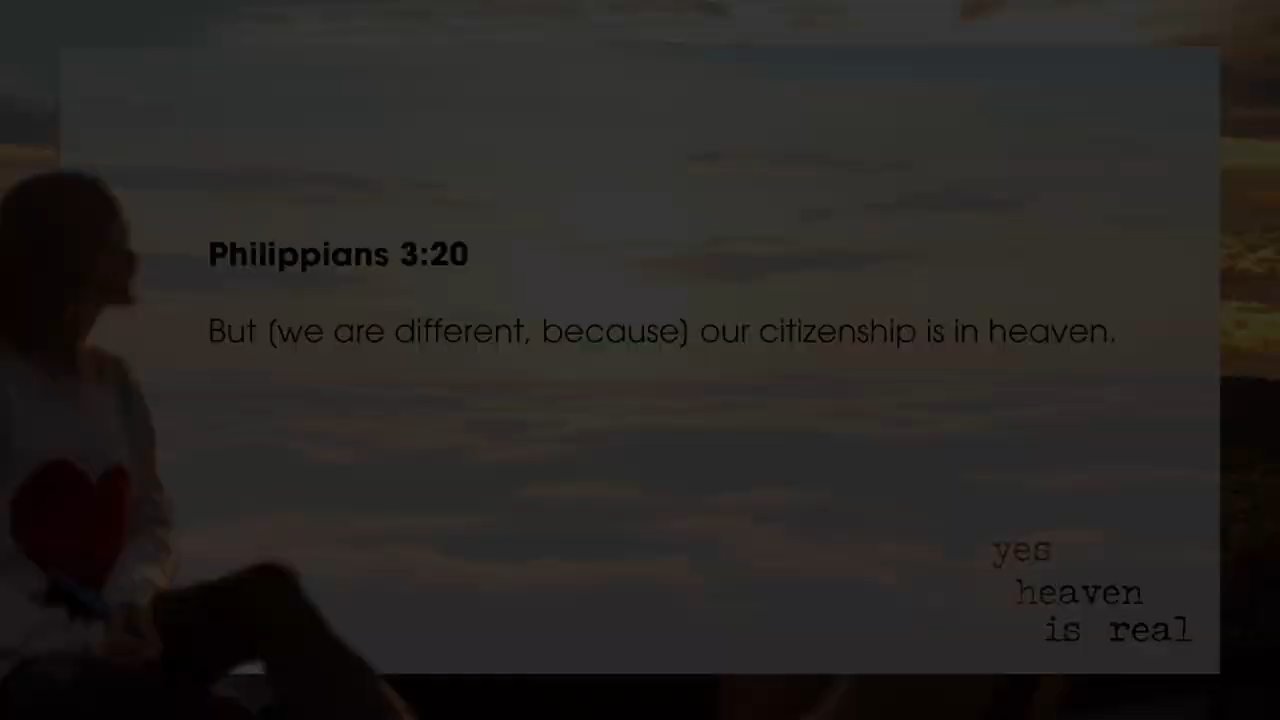 Philippians 3:20
But (we are different, because) our citizenship is in heaven.
yes
heaven
is real